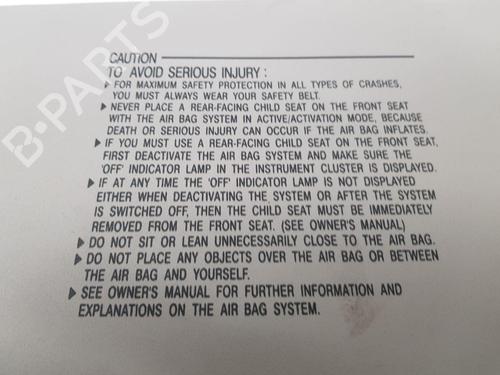 B-PARTS
CAUTION
TO AVOID SERIOUS INJURY :
▶ FOR MAXIMUM SAFETY PROTECTION IN ALL TYPES OF CRASHES,
YOU MUST ALWAYS WEAR YOUR SAFETY BELT.
▶ NEVER PLACE A REAR-FACING CHILD SEAT ON THE FRONT SEAT
WITH THE AIR BAG SYSTEM IN ACTIVE/ACTIVATION MODE, BECAUSE
DEATH OR SERIOUS INJURY CAN OCCUR IF THE AIR BAG INFLATES.
▶ IF YOU MUST USE A REAR-FACING CHILD SEAT ON THE FRONT SEAT,
FIRST DEACTIVATE THE AIR BAG SYSTEM AND MAKE SURE THE
'OFF' INDICATOR LAMP IN THE INSTRUMENT CLUSTER IS DISPLAYED.
▶ IF AT ANY TIME THE 'OFF' INDICATOR LAMP IS NOT DISPLAYED
EITHER WHEN DEACTIVATING THE SYSTEM OR AFTER THE SYSTEM
IS SWITCHED OFF, THEN THE CHILD SEAT MUST BE IMMEDIATELY
REMOVED FROM THE FRONT SEAT. (SEE OWNER'S MANUAL)
▶ DO NOT SIT OR LEAN UNNECESSARILY CLOSE TO THE AIR BAG.
▶ DO NOT PLACE ANY OBJECTS OVER THE AIR BAG OR BETWEEN
THE AIR BAG AND YOURSELF.
▶ SEE OWNER'S MANUAL FOR FURTHER INFORMATION AND
EXPLANATIONS ON THE AIR BAG SYSTEM.